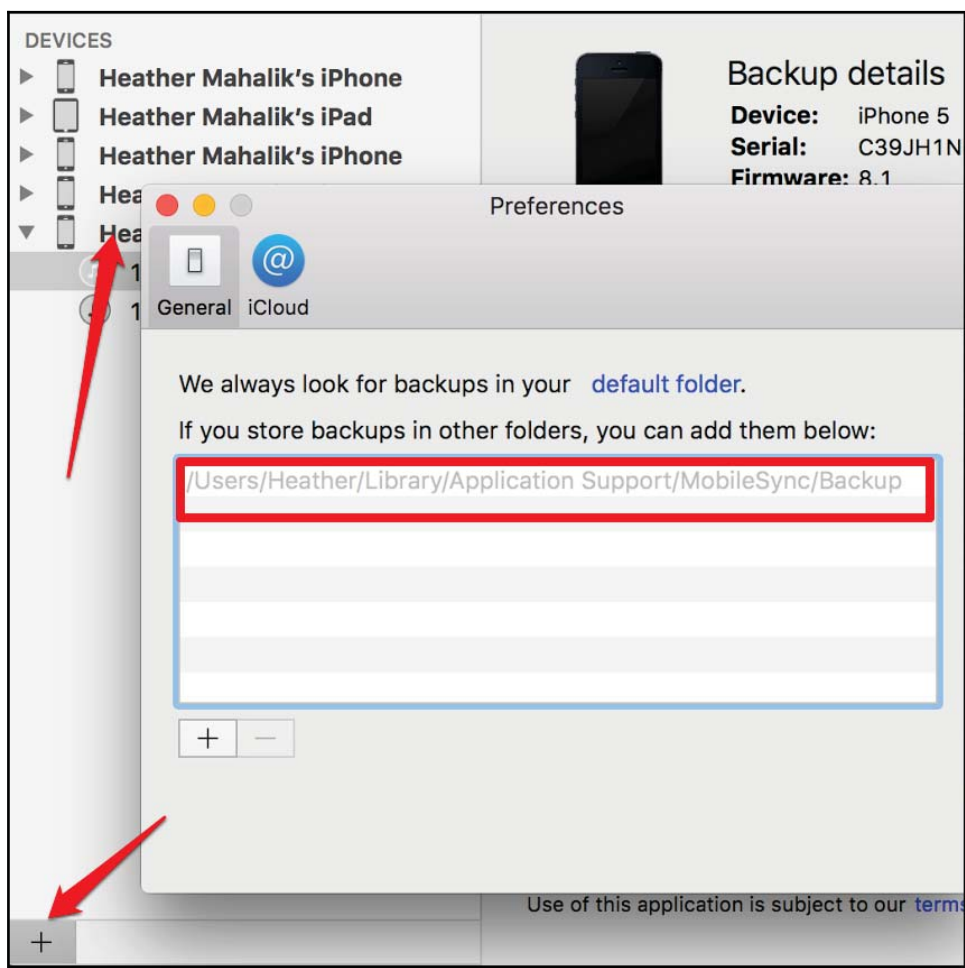 DEVICES
Heather Mahalik's iPhone
Heather Mahalik's iPad
Heather Mahalik's iPhone
Backup details
Device: iPhone 5
Serial: C39JH1N
Firmware: 8.1
Preferences
General iCloud
We always look for backups in your default folder.
If you store backups in other folders, you can add them below:
/Users/Heather/Library/Application Support/MobileSync/Backup
+ −
Use of this application is subject to our terms
+